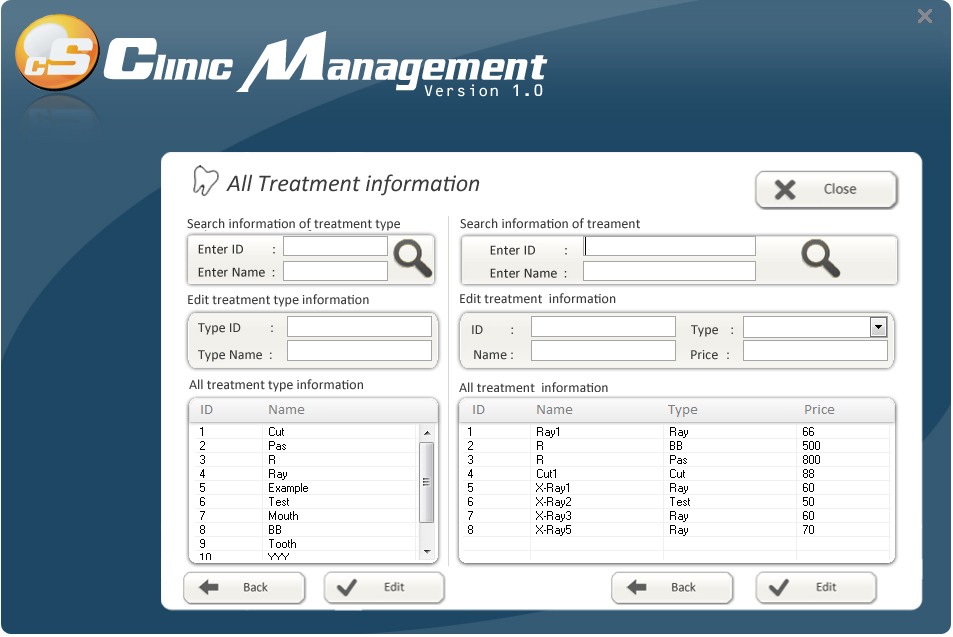 cS Clinic Management
Version 1.0
All Treatment information
Close
Search information of treatment type
Enter ID :
Enter Name :
Edit treatment type information
Type ID :
Type Name :
All treatment type information
ID Name
1 Cut
2 Pas
3 R
4 Ray
5 Example
6 Test
7 Mouth
8 BB
9 Tooth
10 YYY
Back Edit
Search information of treament
Enter ID :
Enter Name :
Edit treatment information
ID : Type :
Name : Price :
All treatment information
ID Name Type Price
1 Ray1 Ray 66
2 R BB 500
3 R Pas 800
4 Cut1 Cut 88
5 X-Ray1 Ray 60
6 X-Ray2 Test 50
7 X-Ray3 Ray 60
8 X-Ray5 Ray 70
Back Edit